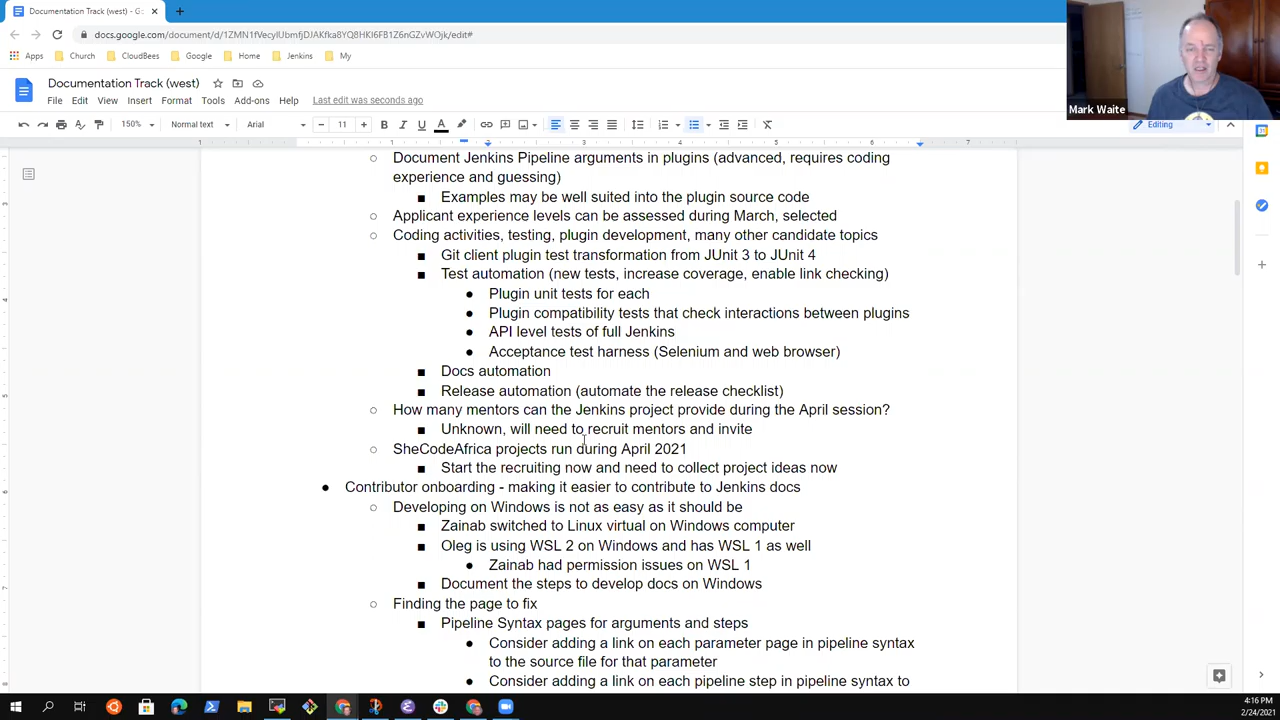 Documentation Track (west) - G
docs.google.com/document/d/1ZMN1fVecyIUbmfjDJAKfka8YQ8HKI6FB1Z6nGZvWOjk/edit#
Apps Church CloudBees Google Home Jenkins My
Documentation Track (west)
File Edit View Insert Format Tools Add-ons Help Last edit was seconds ago
Mark Waite
150% Normal text Arial 11 Editing
1 3 4 5 6 7
Document Jenkins Pipeline arguments in plugins (advanced, requires coding
experience and guessing)
Examples may be well suited into the plugin source code
Applicant experience levels can be assessed during March, selected
Coding activities, testing, plugin development, many other candidate topics
Git client plugin test transformation from JUnit 3 to JUnit 4
Test automation (new tests, increase coverage, enable link checking)
Plugin unit tests for each
Plugin compatibility tests that check interactions between plugins
API level tests of full Jenkins
Acceptance test harness (Selenium and web browser)
Docs automation
Release automation (automate the release checklist)
How many mentors can the Jenkins project provide during the April session?
Unknown, will need to recruit mentors and invite
SheCodeAfrica projects run during April 2021
Start the recruiting now and need to collect project ideas now
Contributor onboarding - making it easier to contribute to Jenkins docs
Developing on Windows is not as easy as it should be
Zainab switched to Linux virtual on Windows computer
Oleg is using WSL 2 on Windows and has WSL 1 as well
Zainab had permission issues on WSL 1
Document the steps to develop docs on Windows
Finding the page to fix
Pipeline Syntax pages for arguments and steps
Consider adding a link on each parameter page in pipeline syntax
to the source file for that parameter
Consider adding a link on each pipeline step in pipeline syntax to
4:16 PM
2/24/2021